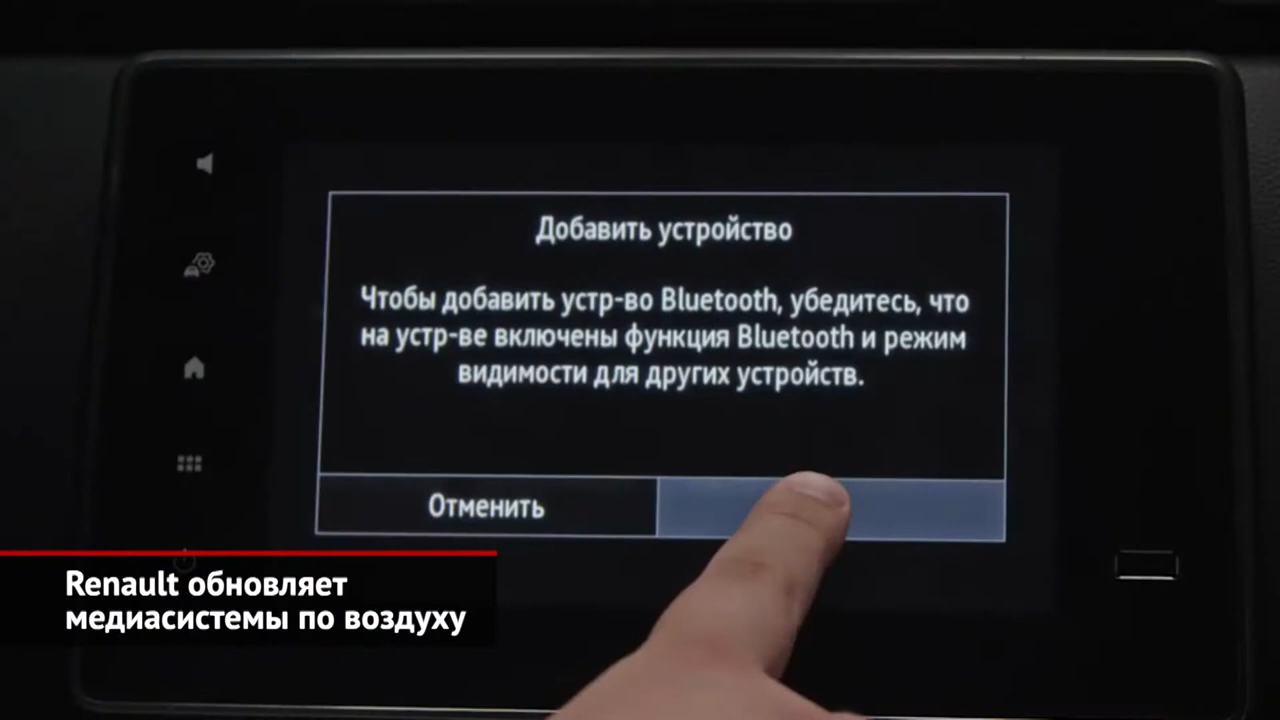 Добавить устройство
Чтобы добавить устр-во Bluetooth, убедитесь, что
на устр-ве включены функция Bluetooth и режим
видимости для других устройств.
Отменить
Renault обновляет
медиасистемы по воздуху